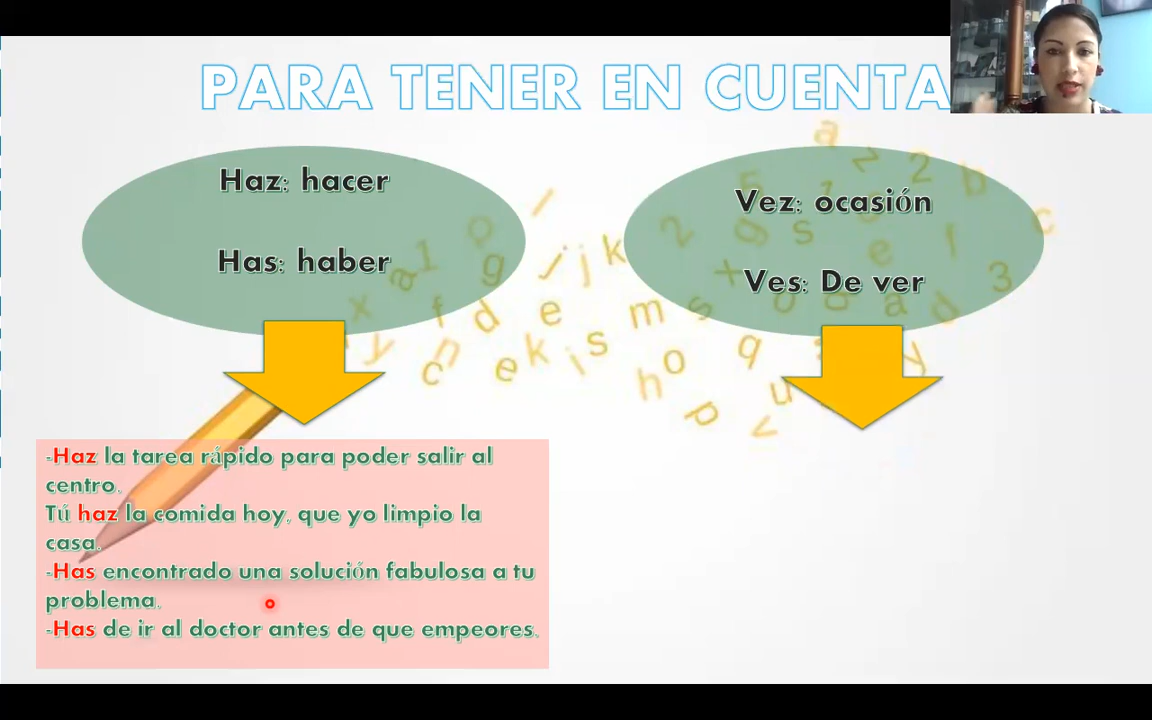 PARA TENER EN CUENTA
Haz: hacer
Has: haber
Vez: ocasión
Ves: De ver
-Haz la tarea rápido para poder salir al
centro.
Tú haz la comida hoy, que yo limpio la
casa.
-Has encontrado una solución fabulosa a tu
problema.
-Has de ir al doctor antes de que empeores.